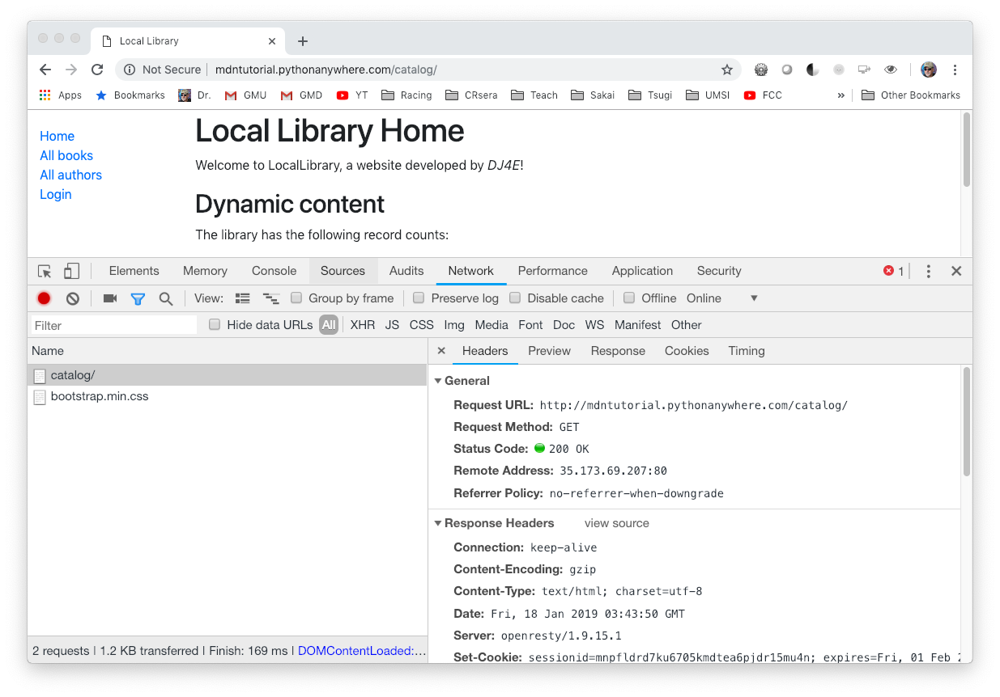 Local Library
Not Secure mdntutorial.pythonanywhere.com/catalog/
Apps Bookmarks Dr. GMU GMD YT Racing CRsera Teach Sakai Tsugi UMSI FCC » Other Bookmarks
Home
All books
All authors
Login
Local Library Home
Welcome to LocalLibrary, a website developed by DJ4E!
Dynamic content
The library has the following record counts:
Elements Memory Console Sources Audits Network Performance Application Security 1
View: Group by frame Preserve log Disable cache Offline Online
Filter Hide data URLs All XHR JS CSS Img Media Font Doc WS Manifest Other
Name
catalog/
bootstrap.min.css
2 requests | 1.2 KB transferred | Finish: 169 ms | DOMContentLoaded:…
Headers Preview Response Cookies Timing
General
Request URL: http://mdntutorial.pythonanywhere.com/catalog/
Request Method: GET
Status Code: 200 OK
Remote Address: 35.173.69.207:80
Referrer Policy: no-referrer-when-downgrade
Response Headers view source
Connection: keep-alive
Content-Encoding: gzip
Content-Type: text/html; charset=utf-8
Date: Fri, 18 Jan 2019 03:43:50 GMT
Server: openresty/1.9.15.1
Set-Cookie: sessionid=mnpfldrd7ku6705kmdtea6pjdr15mu4n; expires=Fri, 01 Feb 2